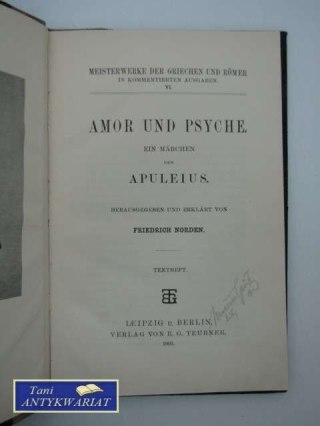 MEISTERWERKE DER GRIECHEN UND RÖMER
IN KOMMENTIERTEN AUSGABEN.
VI.
AMOR UND PSYCHE.
EIN MÄRCHEN
DES
APULEIUS.
HERAUSGEGEBEN UND ERKLÄRT VON
FRIEDRICH NORDEN.
TEXTHEFT.
LEIPZIG U. BERLIN,
VERLAG VON B. G. TEUBNER.
Tani
ANTYKWARIAT